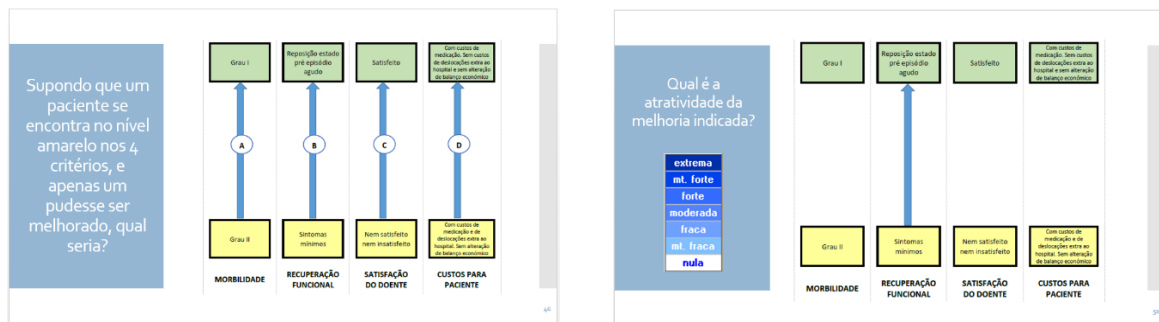 Supondo que um
paciente se
encontra no nível
amarelo nos 4
critérios, e
apenas um
pudesse ser
melhorado, qual
seria?
Grau I
Reposição estado
pré episódio
agudo
Satisfeito
Com custos de
medicação. Sem custos
de deslocações extra ao
hospital e sem alteração
de balanço económico
A
B
C
D
Grau II
Sintomas
mínimos
Nem satisfeito
nem insatisfeito
Com custos de
medicação e de
deslocações extra ao
hospital. Sem alteração
de balanço económico
MORBILIDADE
RECUPERAÇÃO
FUNCIONAL
SATISFAÇÃO
DO DOENTE
CUSTOS PARA
PACIENTE
Qual é a
atratividade da
melhoria indicada?
extrema
mt. forte
forte
moderada
fraca
mt. fraca
nula
Grau I
Reposição estado
pré episódio
agudo
Satisfeito
Com custos de
medicação. Sem custos
de deslocações extra ao
hospital e sem alteração
de balanço económico
Grau II
Sintomas
mínimos
Nem satisfeito
nem insatisfeito
Com custos de
medicação e de
deslocações extra ao
hospital. Sem alteração
de balanço económico
MORBILIDADE
RECUPERAÇÃO
FUNCIONAL
SATISFAÇÃO
DO DOENTE
CUSTOS PARA
PACIENTE